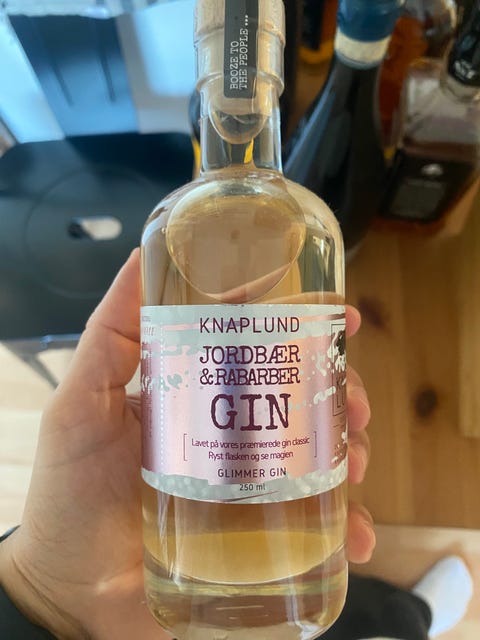 BOOZE TO
THE PEOPLE ...
KNAPLUND
JORDBÆR
&RABARBER
GIN
Lavet på vores præmierede gin classic
Ryst flasken og se magien
GLIMMER GIN
250 ml